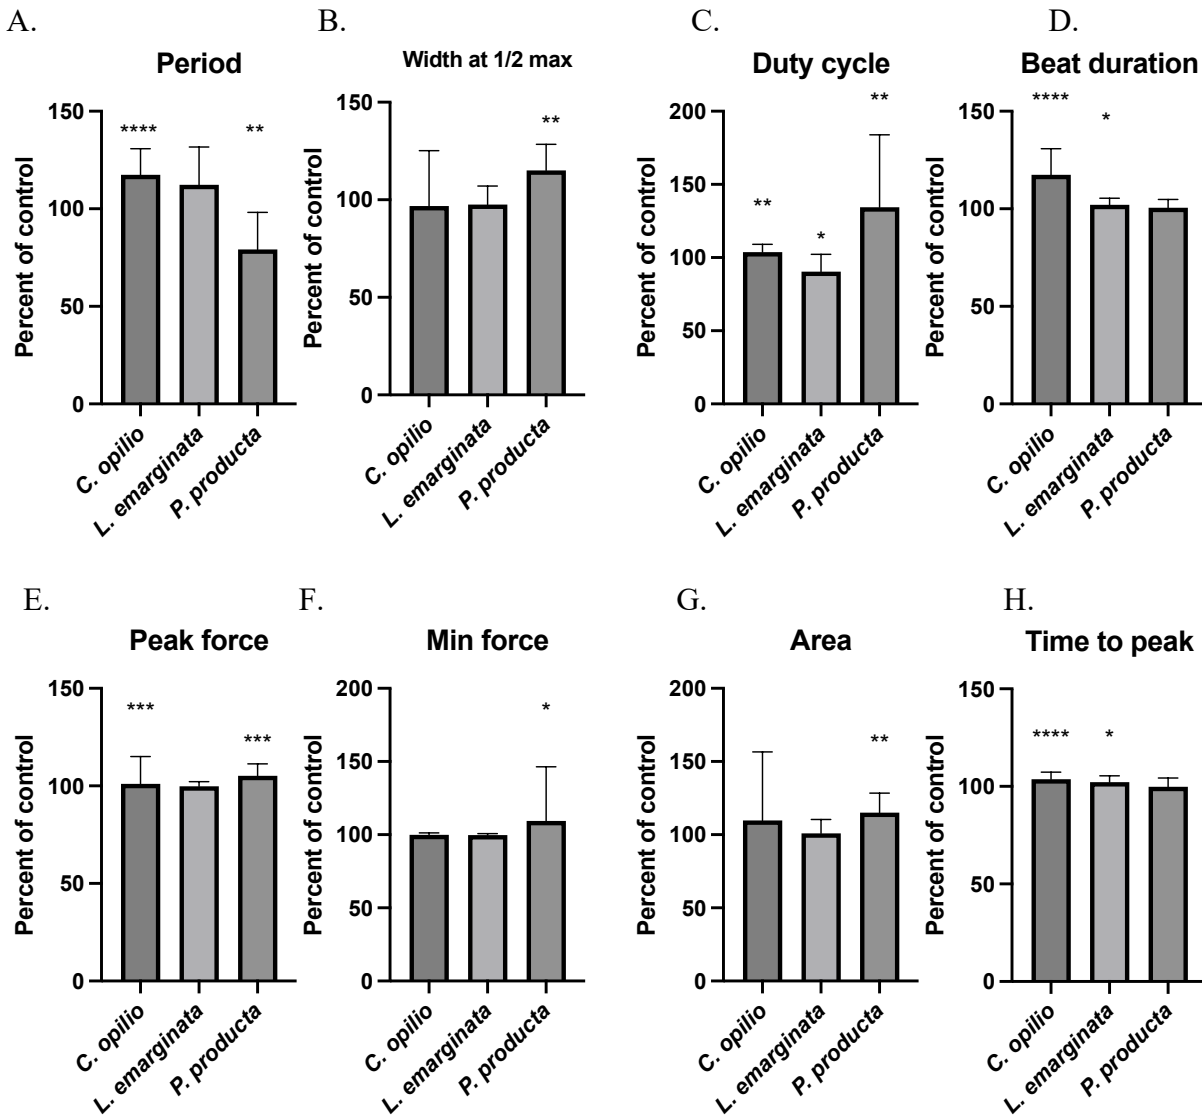 A.
Period
Percent of control
150
100
50
0
****
**
C. opilio
L. emarginata
P. producta
B.
Width at 1/2 max
Percent of control
150
100
50
0
**
C. opilio
L. emarginata
P. producta
C.
Duty cycle
Percent of control
200
150
100
50
0
**
*
**
C. opilio
L. emarginata
P. producta
D.
Beat duration
Percent of control
150
100
50
0
****
*
C. opilio
L. emarginata
P. producta
E.
Peak force
Percent of control
150
100
50
0
***
***
C. opilio
L. emarginata
P. producta
F.
Min force
Percent of control
200
150
100
50
0
*
C. opilio
L. emarginata
P. producta
G.
Area
Percent of control
200
150
100
50
0
**
C. opilio
L. emarginata
P. producta
H.
Time to peak
Percent of control
150
100
50
0
****
*
C. opilio
L. emarginata
P. producta